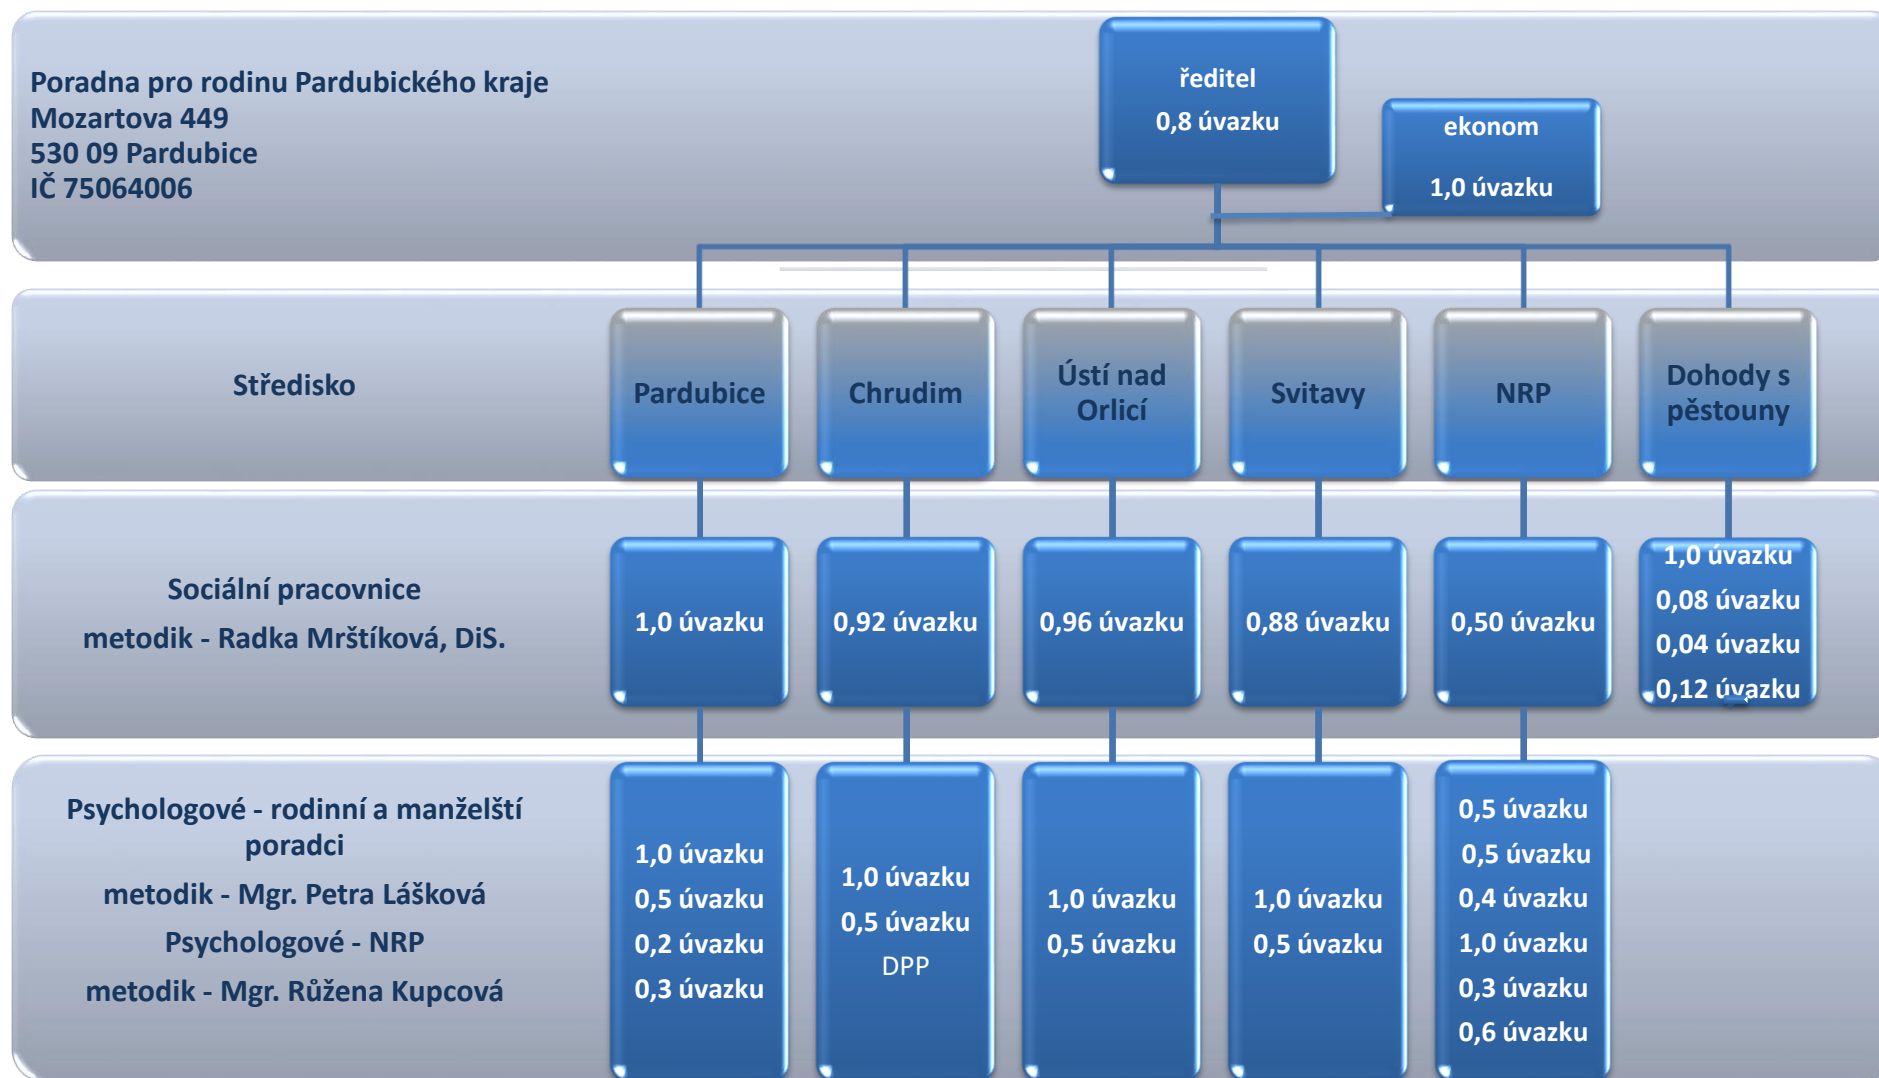 Poradna pro rodinu Pardubického kraje
Mozartova 449
530 09 Pardubice
IČ 75064006
ředitel
0,8 úvazku
ekonom
1,0 úvazku
Středisko
Pardubice
Chrudim
Ústí nad
Orlicí
Svitavy
NRP
Dohody s
pěstouny
Sociální pracovnice
metodik - Radka Mrštíková, DiS.
1,0 úvazku
0,92 úvazku
0,96 úvazku
0,88 úvazku
0,50 úvazku
1,0 úvazku
0,08 úvazku
0,04 úvazku
0,12 úvazku
Psychologové - rodinní a manželští
poradci
metodik - Mgr. Petra Lášková
Psychologové - NRP
metodik - Mgr. Růžena Kupcová
1,0 úvazku
0,5 úvazku
0,2 úvazku
0,3 úvazku
1,0 úvazku
0,5 úvazku
DPP
1,0 úvazku
0,5 úvazku
1,0 úvazku
0,5 úvazku
0,5 úvazku
0,5 úvazku
0,4 úvazku
1,0 úvazku
0,3 úvazku
0,6 úvazku